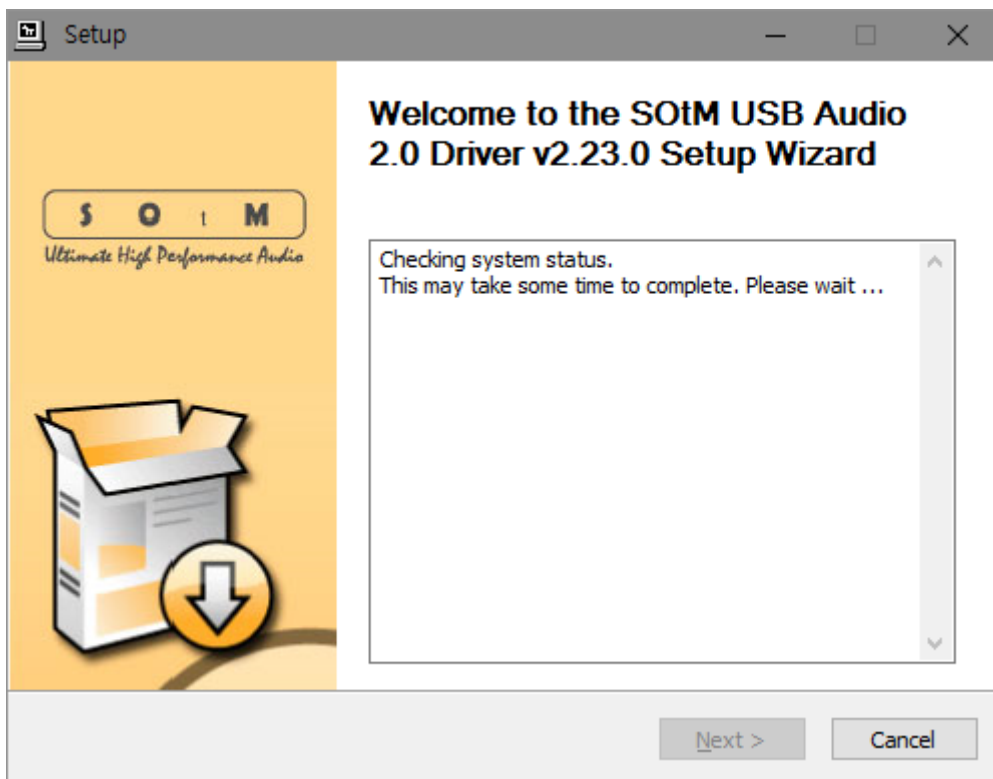 Setup
Welcome to the SOtM USB Audio
2.0 Driver v2.23.0 Setup Wizard
S O t M
Ultimate High Performance Audio
Checking system status.
This may take some time to complete. Please wait ...
Next >
Cancel